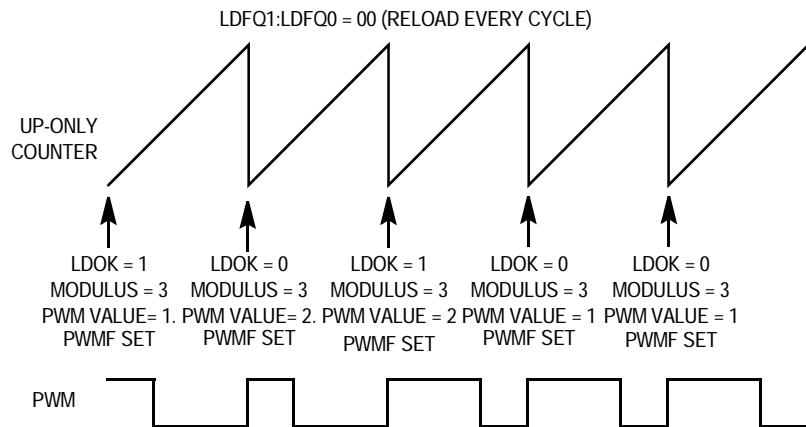 LDFQ1:LDFQ0 = 00 (RELOAD EVERY CYCLE)
UP-ONLY
COUNTER
LDOK = 1 LDOK = 0 LDOK = 1 LDOK = 0 LDOK = 0
MODULUS = 3 MODULUS = 3 MODULUS = 3 MODULUS = 3 MODULUS = 3
PWM VALUE= 1. PWM VALUE= 2. PWM VALUE = 2 PWM VALUE = 1 PWM VALUE = 1
PWMF SET PWMF SET PWMF SET PWMF SET PWMF SET
PWM